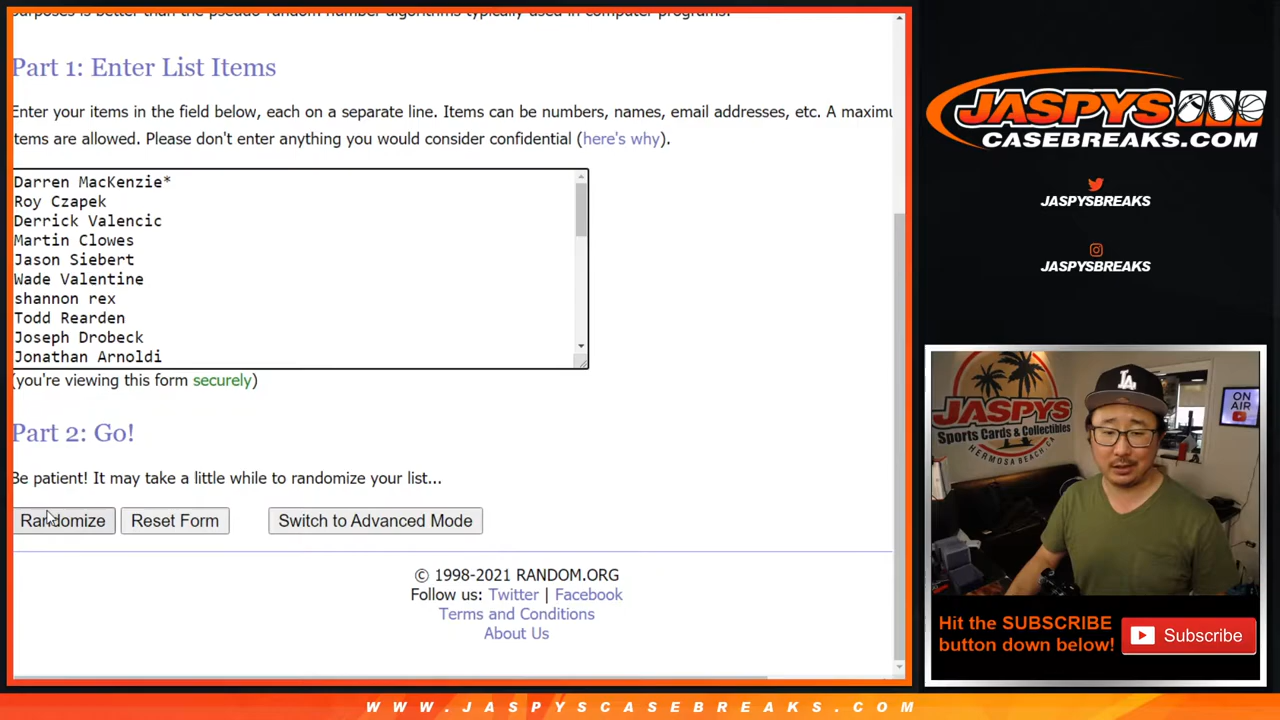 purposes is better than the pseudo-random number algorithms typically used in computer programs.
Part 1: Enter List Items
Enter your items in the field below, each on a separate line. Items can be numbers, names, email addresses, etc. A maximu
items are allowed. Please don't enter anything you would consider confidential (here's why).
Darren MacKenzie*
Roy Czapek
Derrick Valencic
Martin Clowes
Jason Siebert
Wade Valentine
shannon rex
Todd Rearden
Joseph Drobeck
Jonathan Arnoldi
(you're viewing this form securely)
Part 2: Go!
Be patient! It may take a little while to randomize your list...
Randomize Reset Form Switch to Advanced Mode
© 1998-2021 RANDOM.ORG
Follow us: Twitter | Facebook
Terms and Conditions
About Us
JASPYS
CASEBREAKS.COM
JASPYSBREAKS
JASPYSBREAKS
JASPYS
Sports Cards & Collectibles
HERMOSA BEACH, CA
LA
ON
AIR
Hit the SUBSCRIBE
button down below!
Subscribe
WWW.JASPYSCASEBREAKS.COM